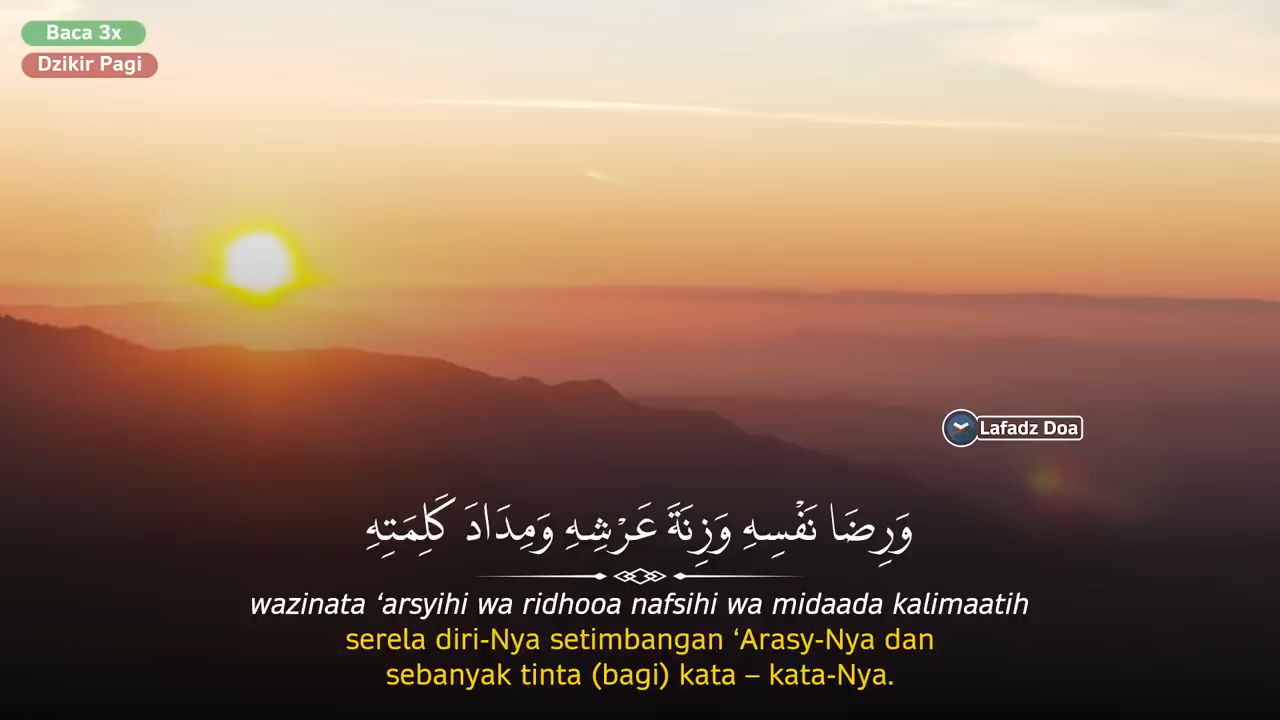 Baca 3x
Dzikir Pagi
Lafadz Doa
وَرِضَا نَفْسِهِ وَزِنَةَ عَرْشِهِ وَمِدَادَ كَلِمَتِهِ
wazinata ‘arsyihi wa ridhooa nafsihi wa midaada kalimaatih
serela diri-Nya setimbangan ‘Arasy-Nya dan
sebanyak tinta (bagi) kata – kata-Nya.